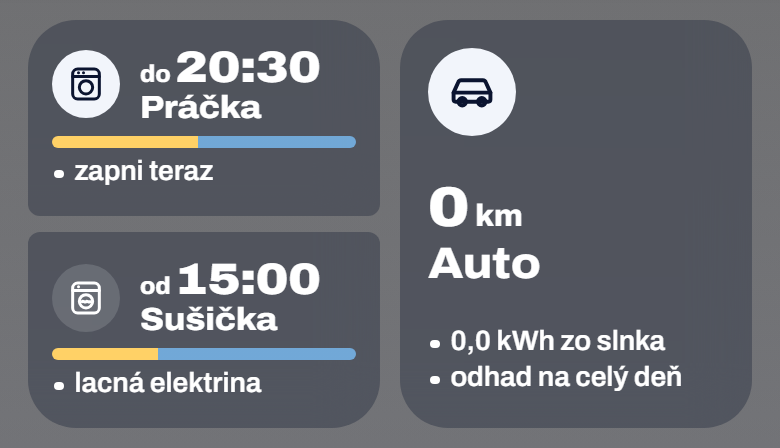 do 20:30
Práčka
• zapni teraz
od 15:00
Sušička
• lacná elektrina
0 km
Auto
• 0,0 kWh zo slnka
• odhad na celý deň